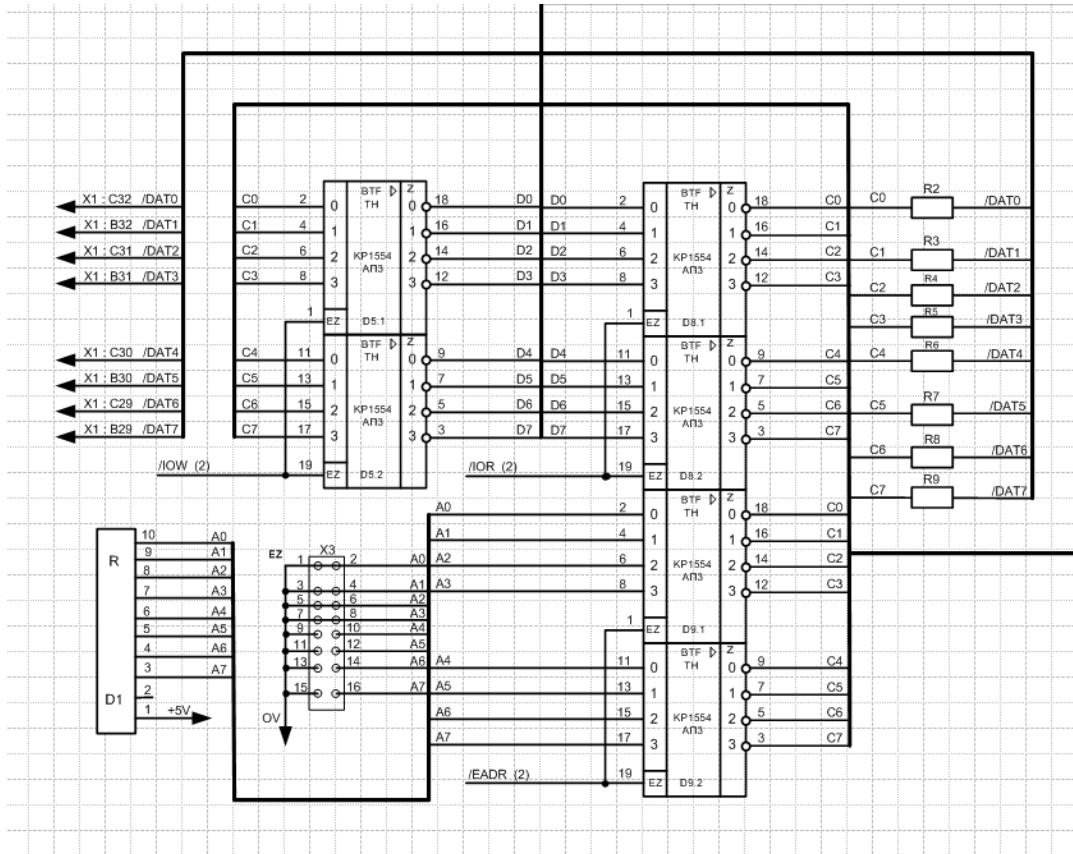 X1 : C32 /DAT0
X1 : B32 /DAT1
X1 : C31 /DAT2
X1 : B31 /DAT3
X1 : C30 /DAT4
X1 : B30 /DAT5
X1 : C29 /DAT6
X1 : B29 /DAT7
C0 2 0 BTF TH Z 0 18 D0
C1 4 1 1 16 D1
C2 6 2 КР1554 АП3 2 14 D2
C3 8 3 3 12 D3
1 EZ D5.1
C4 11 0 BTF TH Z 0 9 D4
C5 13 1 1 7 D5
C6 15 2 КР1554 АП3 2 5 D6
C7 17 3 3 3 D7
/IOW (2) 19 EZ D5.2
D0 2 0 BTF TH Z 0 18 C0
D1 4 1 1 16 C1
D2 6 2 КР1554 АП3 2 14 C2
D3 8 3 3 12 C3
1 EZ D8.1
D4 11 0 BTF TH Z 0 9 C4
D5 13 1 1 7 C5
D6 15 2 КР1554 АП3 2 5 C6
D7 17 3 3 3 C7
/IOR (2) 19 EZ D8.2
C0 R2 /DAT0
C1 R3 /DAT1
C2 R4 /DAT2
C3 R5 /DAT3
C4 R6 /DAT4
C5 R7 /DAT5
C6 R8 /DAT6
C7 R9 /DAT7
A0 2 0 BTF TH Z 0 18 C0
A1 4 1 1 16 C1
A2 6 2 КР1554 АП3 2 14 C2
A3 8 3 3 12 C3
1 EZ D9.1
A4 11 0 BTF TH Z 0 9 C4
A5 13 1 1 7 C5
A6 15 2 КР1554 АП3 2 5 C6
A7 17 3 3 3 C7
/EADR (2) 19 EZ D9.2
R
D1
10 A0
9 A1
8 A2
7 A3
6 A4
5 A5
4 A6
3 A7
2
1 +5V
EZ X3
1 2 A0
3 4 A1
5 6 A2
7 8 A3
9 10 A4
11 12 A5
13 14 A6
15 16 A7
OV